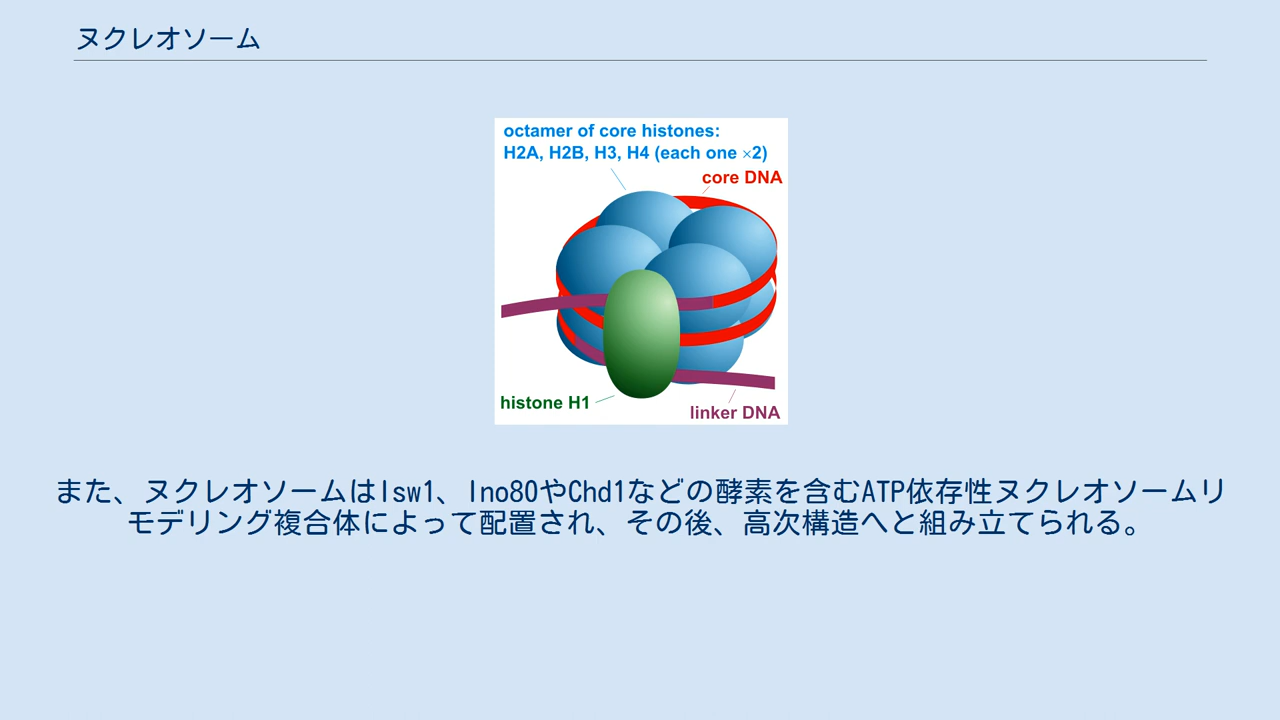 ヌクレオソーム
octamer of core histones:
H2A, H2B, H3, H4 (each one ×2)
core DNA
histone H1
linker DNA
また、ヌクレオソームはIsw1、Ino80やChd1などの酵素を含むATP依存性ヌクレオソームリ
モデリング複合体によって配置され、その後、高次構造へと組み立てられる。